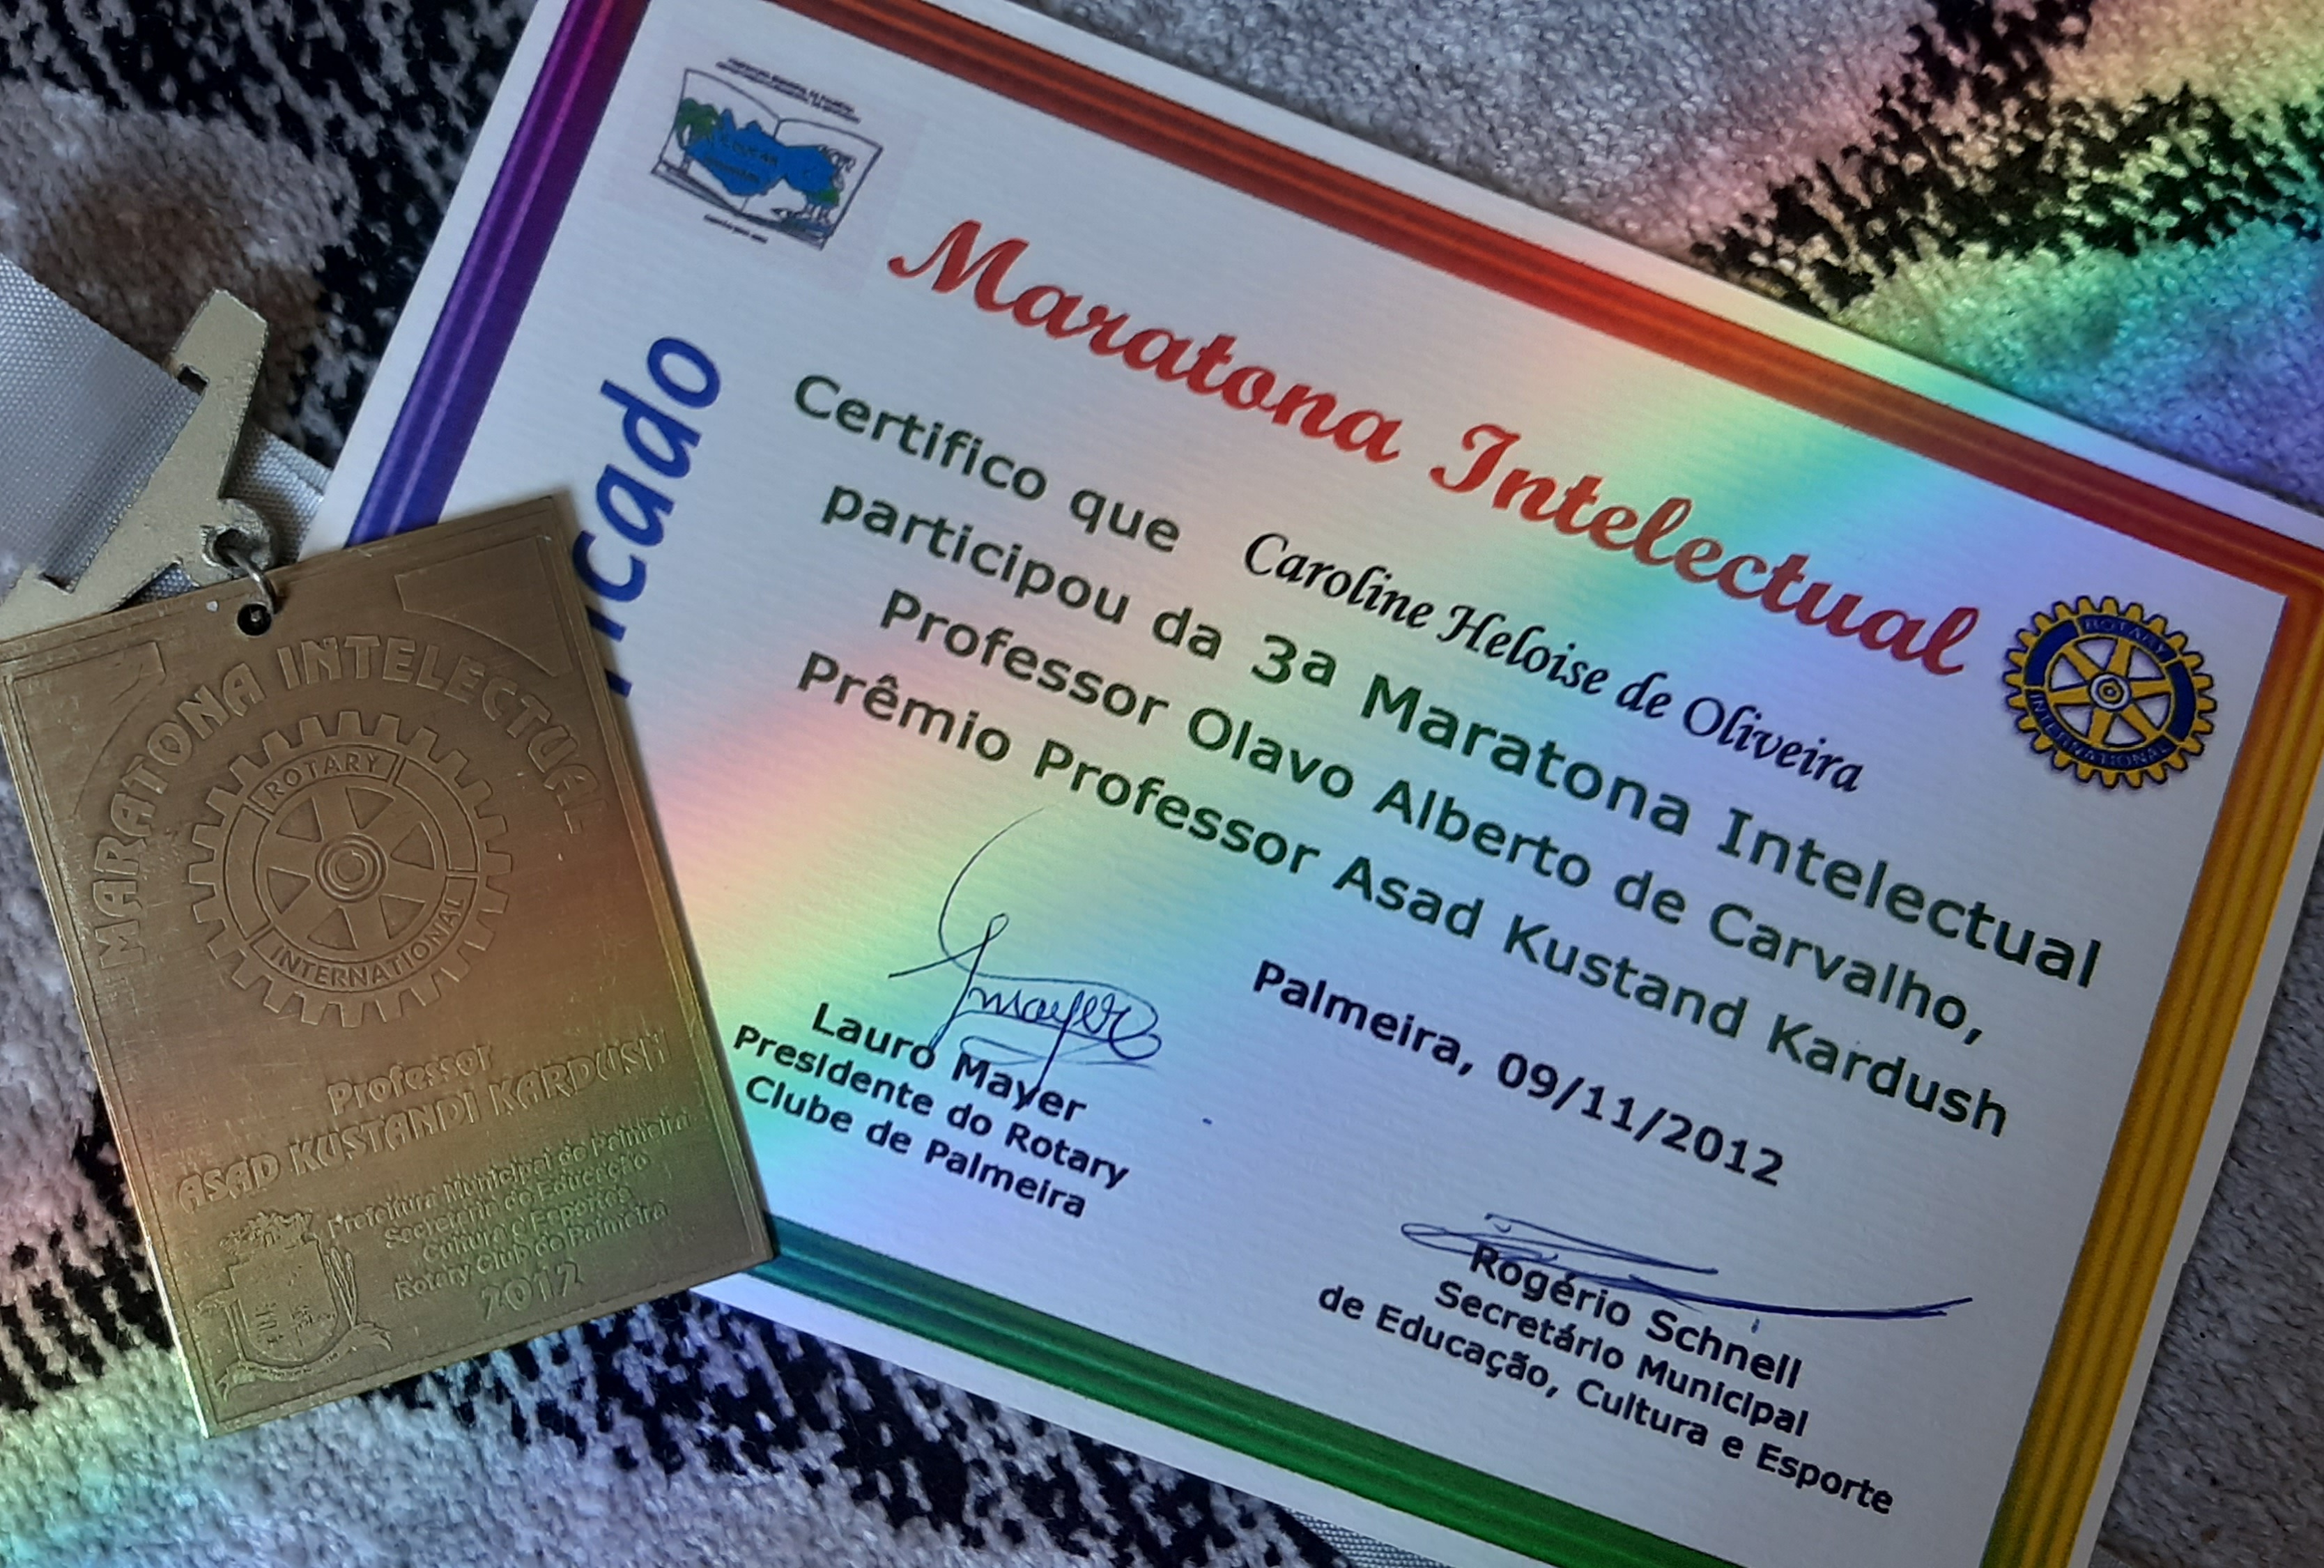 Maratona Intelectual
icado
Certifico que Caroline Heloise de Oliveira
participou da 3ª Maratona Intelectual
Professor Olavo Alberto de Carvalho,
Prêmio Professor Asad Kustand Kardush
Palmeira, 09/11/2012
Lauro Mayer
Presidente do Rotary
Clube de Palmeira
Rogério Schnell
Secretário Municipal
de Educação, Cultura e Esporte
ROTARY
INTERNATIONAL
MARATONA INTELECTUAL
ROTARY
INTERNATIONAL
Professor
ASAD KUSTANDI KARDUSH
Prefeitura Municipal de Palmeira
Secretaria de Educação
Cultura e Esportes
Rotary Club de Palmeira
2012